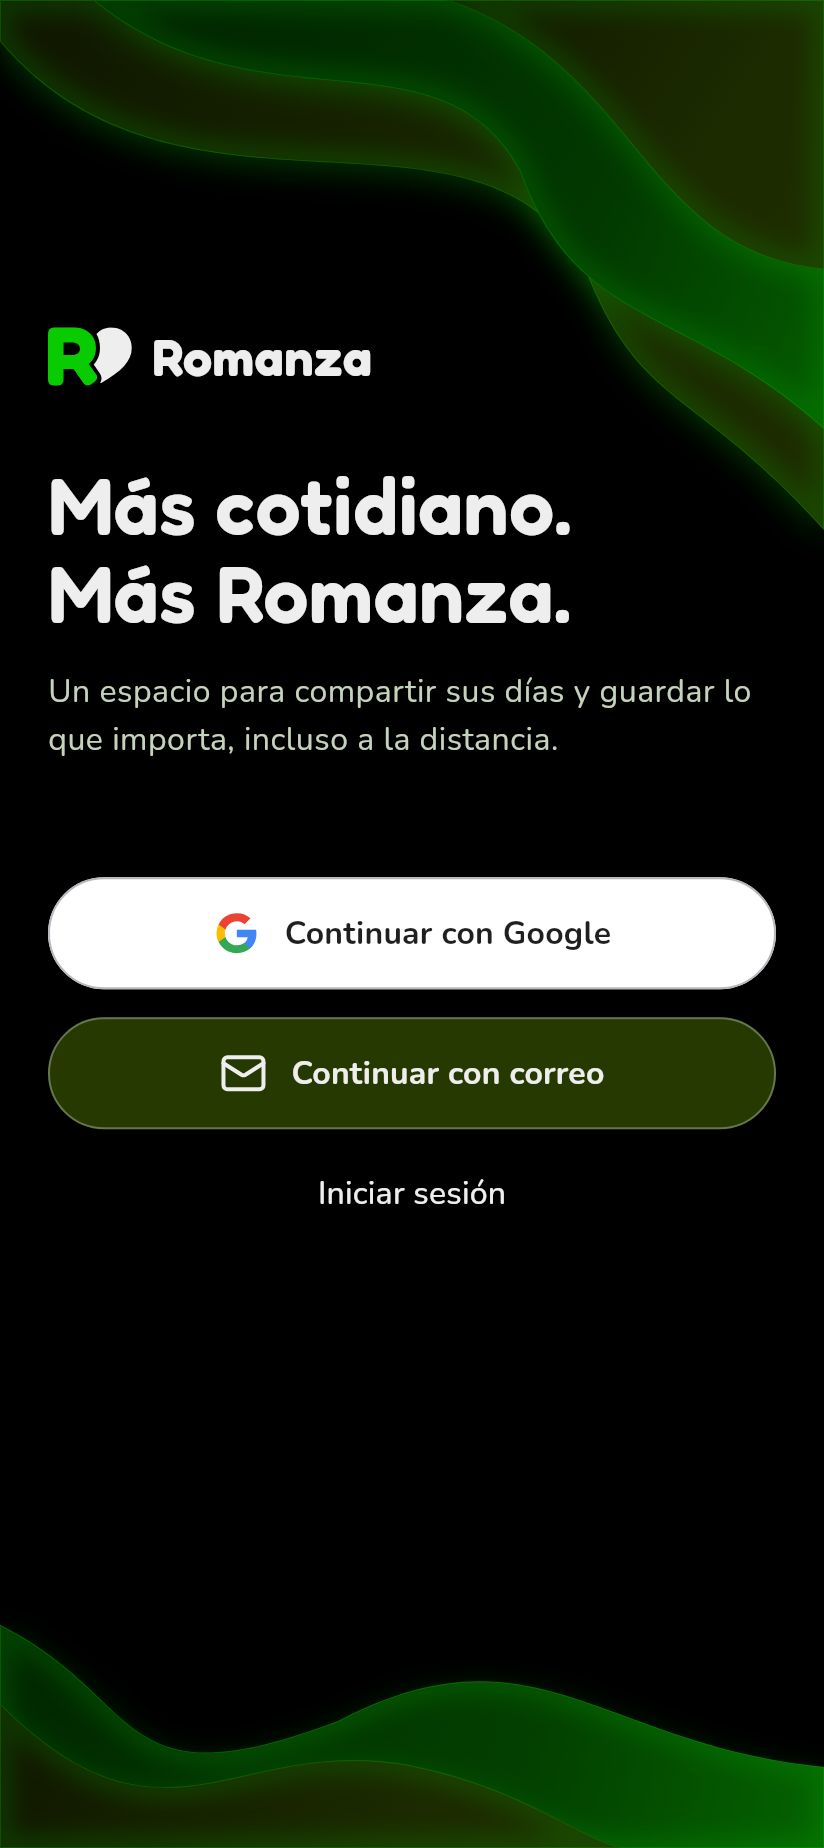 Romanza
Más cotidiano.
Más Romanza.
Un espacio para compartir sus días y guardar lo
que importa, incluso a la distancia.
Continuar con Google
Continuar con correo
Iniciar sesión